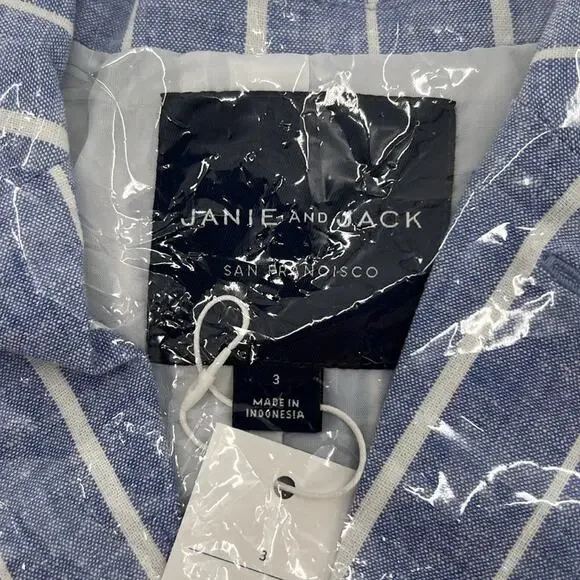 JANIE AND JACK
SAN FRANCISCO
3
MADE IN
INDONESIA
3